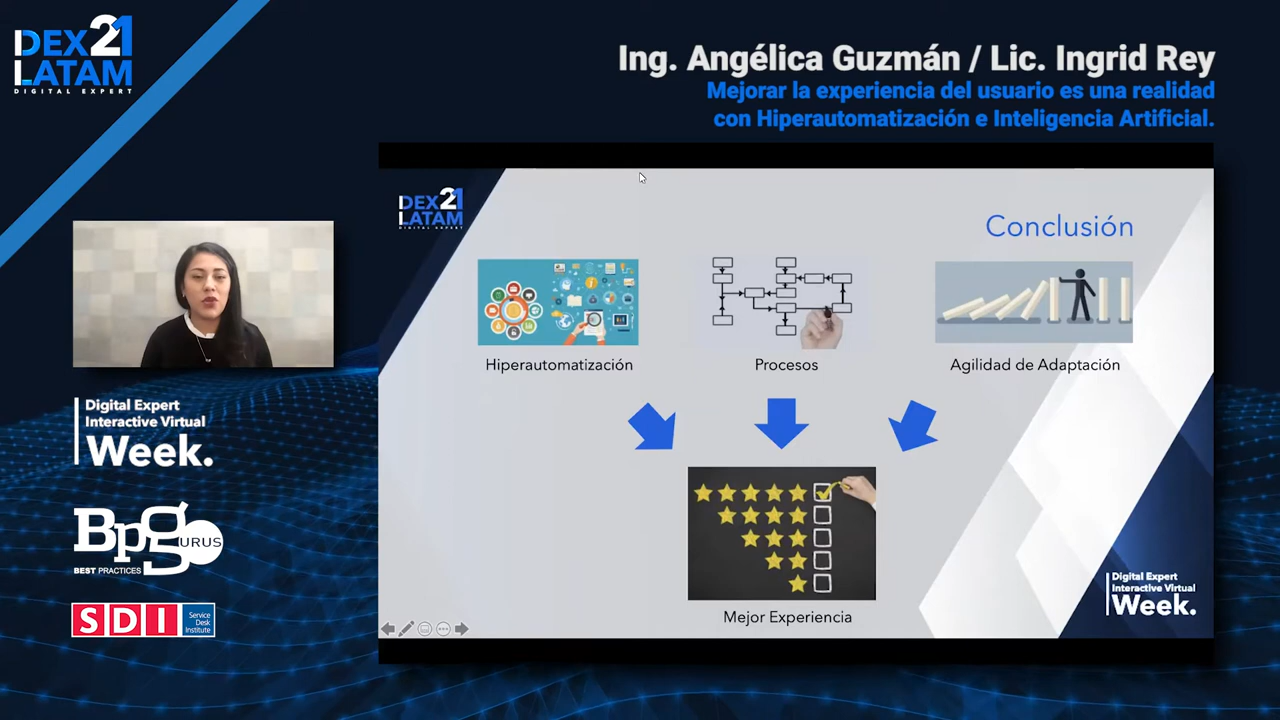 DEX21
LATAM
DIGITAL EXPERT
Ing. Angélica Guzmán / Lic. Ingrid Rey
Mejorar la experiencia del usuario es una realidad
con Hiperautomatización e Inteligencia Artificial.
DEX21
LATAM
DIGITAL EXPERT
Conclusión
Hiperautomatización
Procesos
Agilidad de Adaptación
Mejor Experiencia
Digital Expert
Interactive Virtual
Week.
Digital Expert
Interactive Virtual
Week.
BpgURUS
BEST PRACTICES
SDI
Service
Desk
Institute